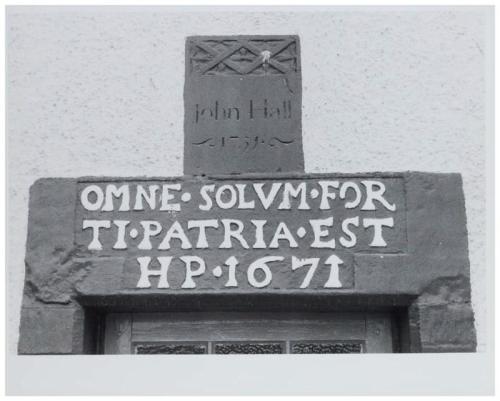 John Hall
OMNE·SOLVM·FOR
TI·PATRIA·EST
HP·1671